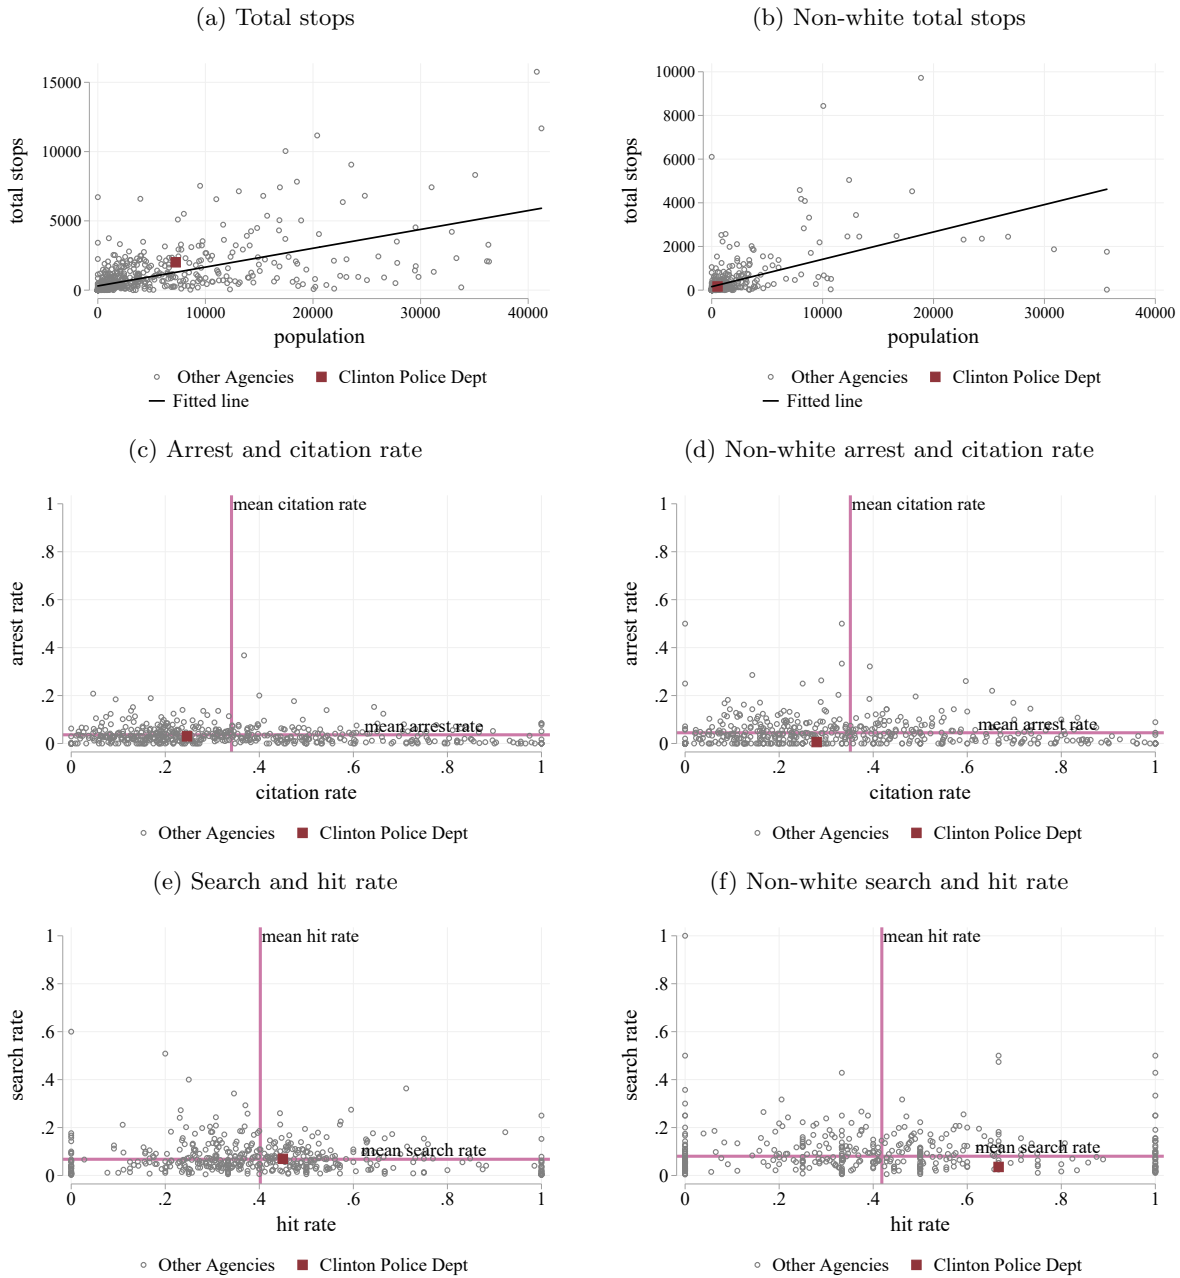 (a) Total stops
(b) Non-white total stops
total stops
15000
10000
5000
0
0 10000 20000 30000 40000
population
Other Agencies Clinton Police Dept
Fitted line
total stops
10000
8000
6000
4000
2000
0
0 10000 20000 30000 40000
population
Other Agencies Clinton Police Dept
Fitted line
(c) Arrest and citation rate
(d) Non-white arrest and citation rate
arrest rate
1
.8
.6
.4
.2
0
mean citation rate
mean arrest rate
0 .2 .4 .6 .8 1
citation rate
Other Agencies Clinton Police Dept
arrest rate
1
.8
.6
.4
.2
0
mean citation rate
mean arrest rate
0 .2 .4 .6 .8 1
citation rate
Other Agencies Clinton Police Dept
(e) Search and hit rate
(f) Non-white search and hit rate
search rate
1
.8
.6
.4
.2
0
mean hit rate
mean search rate
0 .2 .4 .6 .8 1
hit rate
Other Agencies Clinton Police Dept
search rate
1
.8
.6
.4
.2
0
mean hit rate
mean search rate
0 .2 .4 .6 .8 1
hit rate
Other Agencies Clinton Police Dept